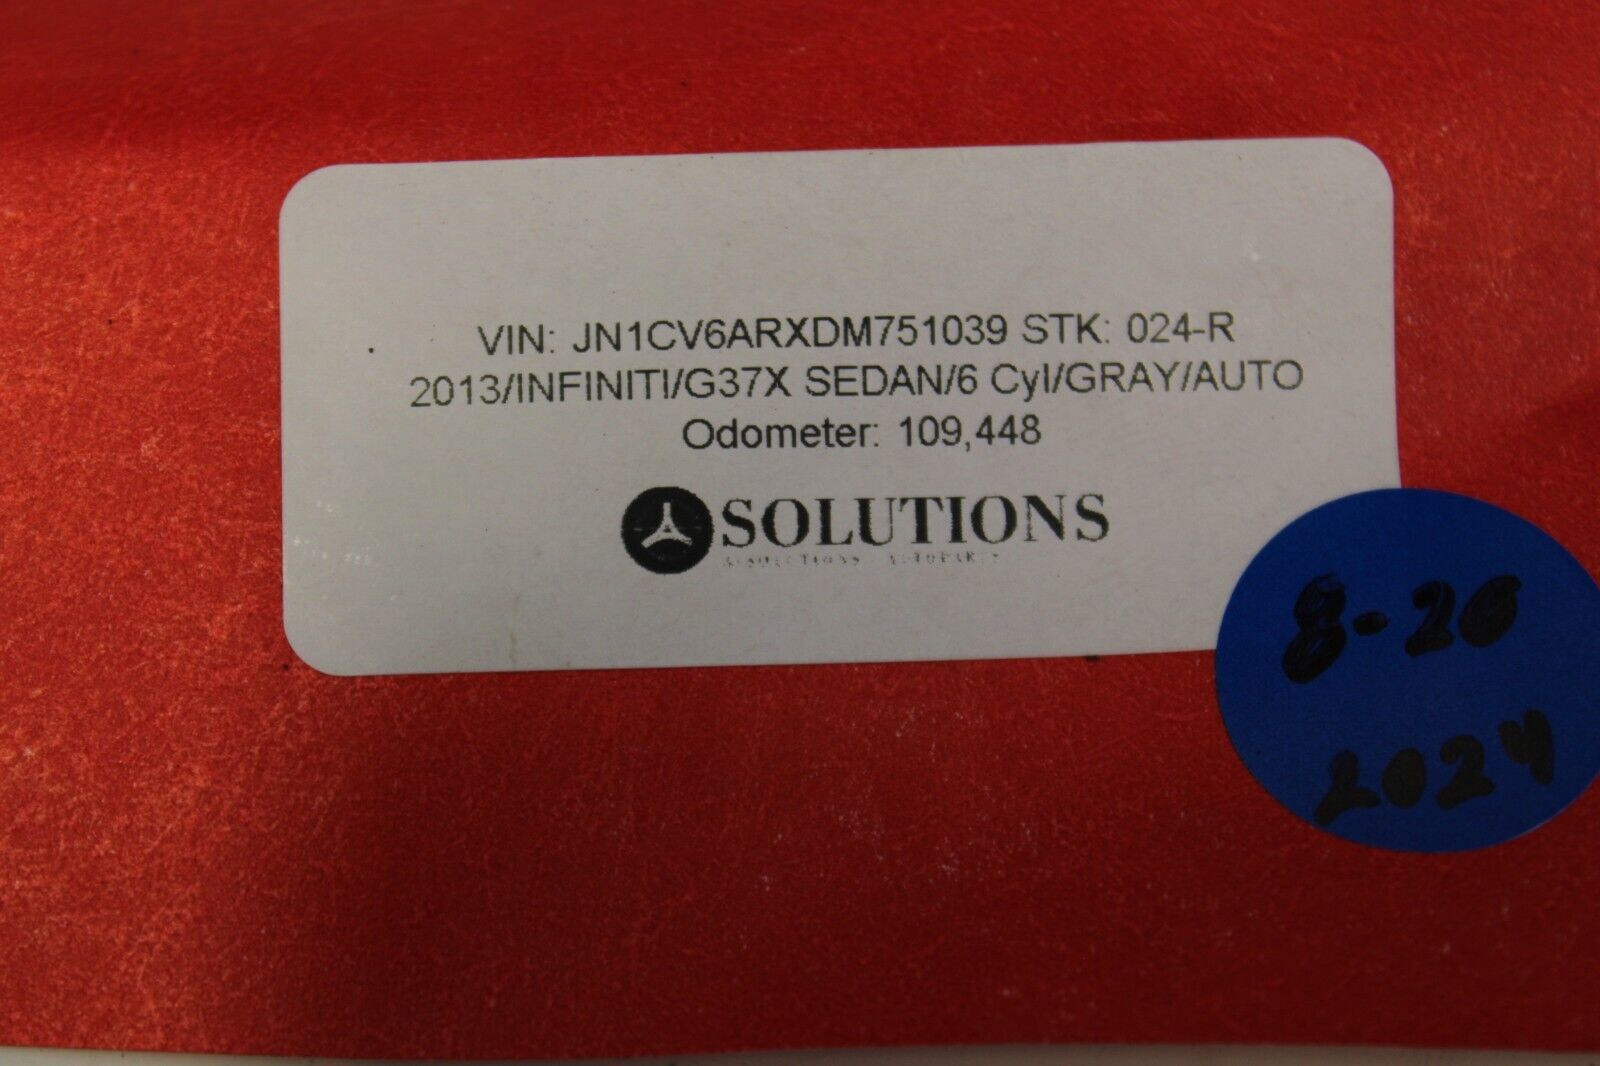 VIN: JN1CV6ARXDM751039 STK: 024-R
2013/INFINITI/G37X SEDAN/6 Cyl/GRAY/AUTO
Odometer: 109,448
SOLUTIONS
8-20
2024